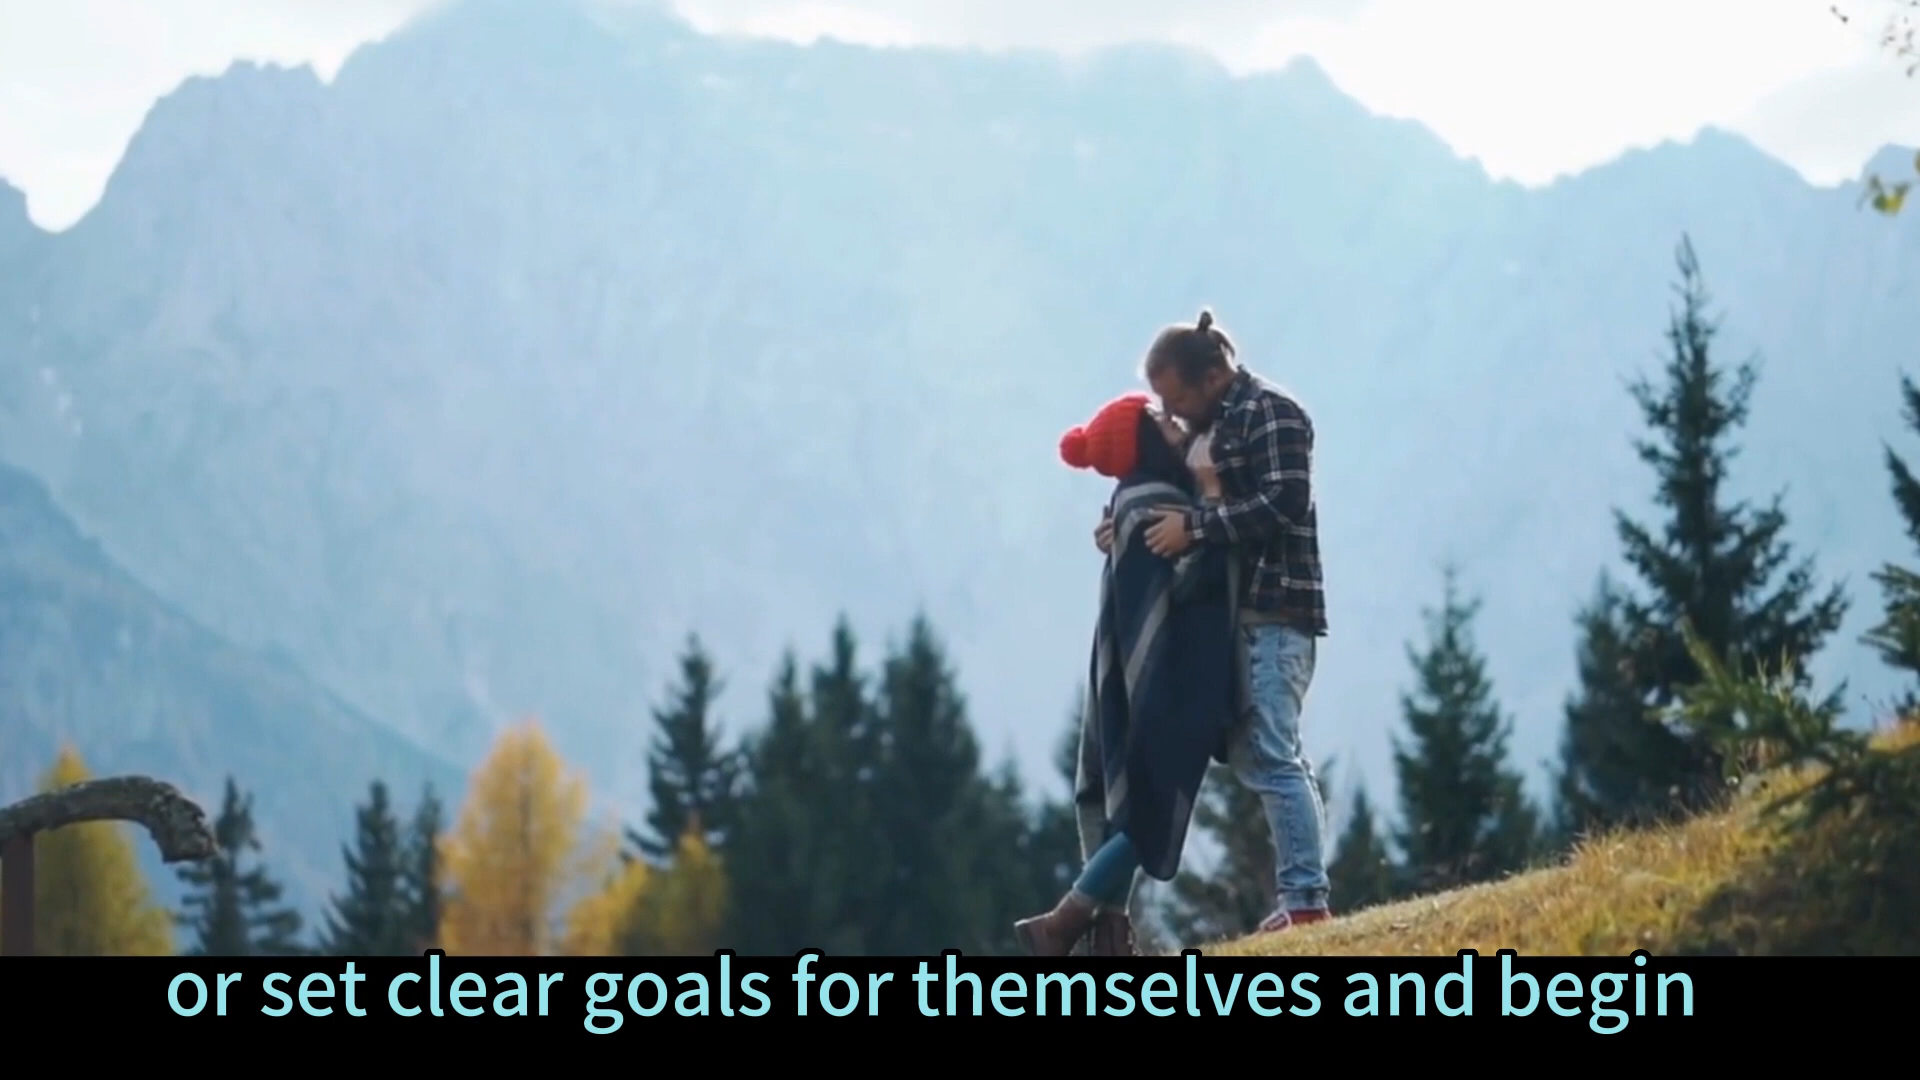 or set clear goals for themselves and begin